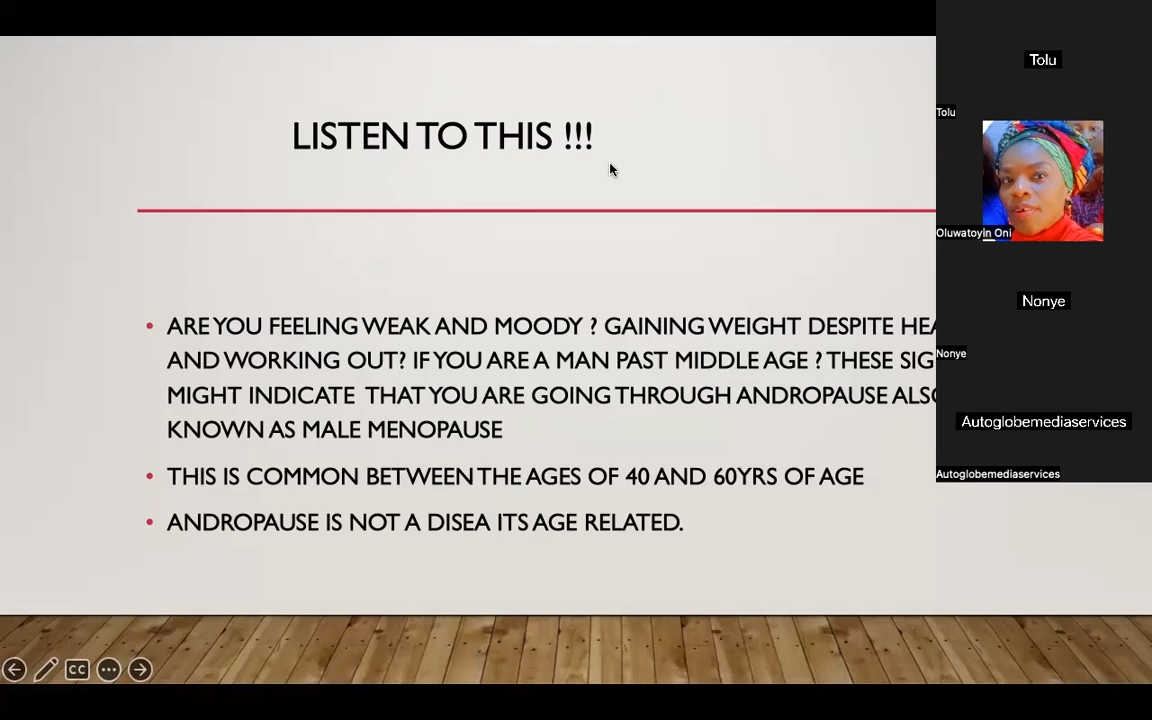 LISTEN TO THIS !!!
• ARE YOU FEELING WEAK AND MOODY ? GAINING WEIGHT DESPITE
AND WORKING OUT? IF YOU ARE A MAN PAST MIDDLE AGE ? THESE
MIGHT INDICATE THAT YOU ARE GOING THROUGH ANDROPAUSE
KNOWN AS MALE MENOPAUSE
• THIS IS COMMON BETWEEN THE AGES OF 40 AND 60YRS OF AGE
• ANDROPAUSE IS NOT A DISEA ITS AGE RELATED.
Tolu
Tolu
Oluwatoyin Oni
Nonye
Nonye
Autoglobemediaservices
Autoglobemediaservices
CC